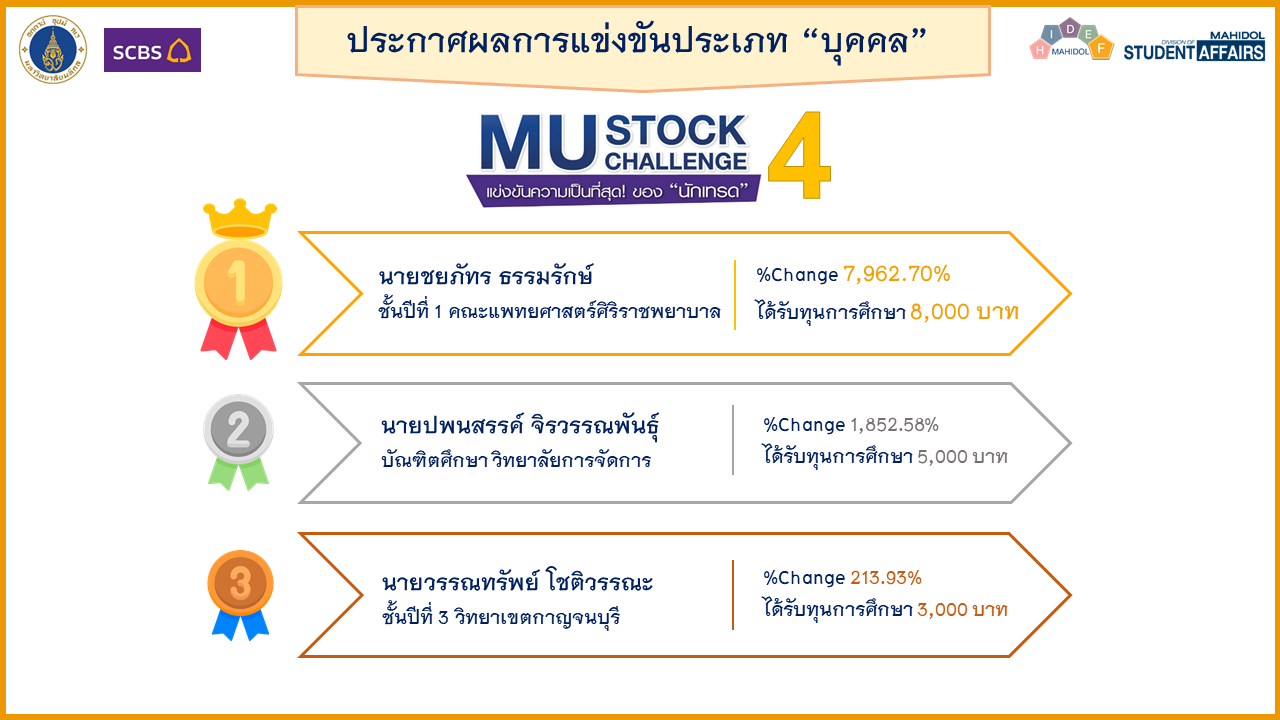 ประกาศผลการแข่งขันประเภท “บุคคล”
SCBS
H I D E F
MAHIDOL
MAHIDOL
DIVISION OF
STUDENT AFFAIRS
MU STOCK CHALLENGE 4
แข่งขันความเป็นที่สุด! ของ “นักเทรด”
1
นายชยภัทร ธรรมรักษ์
ชั้นปีที่ 1 คณะแพทยศาสตร์ศิริราชพยาบาล
%Change 7,962.70%
ได้รับทุนการศึกษา 8,000 บาท
2
นายปพนสรรค์ จิรวรรณพันธุ์
บัณฑิตศึกษา วิทยาลัยการจัดการ
%Change 1,852.58%
ได้รับทุนการศึกษา 5,000 บาท
3
นายวรรณทรัพย์ โชติวรรณะ
ชั้นปีที่ 3 วิทยาเขตกาญจนบุรี
%Change 213.93%
ได้รับทุนการศึกษา 3,000 บาท